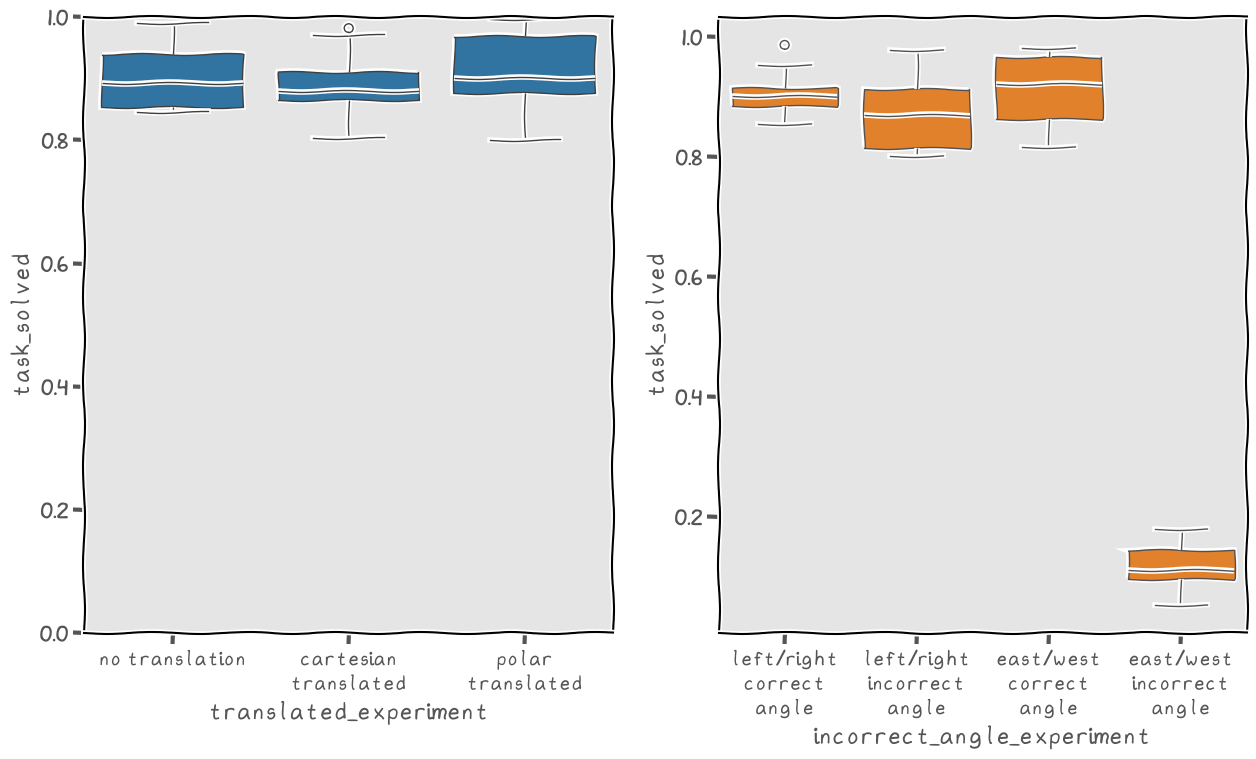 1.0
0.8
0.6
0.4
0.2
0.0
task_solved
no translation
cartesian
translated
polar
translated
translated_experiment
1.0
0.8
0.6
0.4
0.2
task_solved
left/right
correct
angle
left/right
incorrect
angle
east/west
correct
angle
east/west
incorrect
angle
incorrect_angle_experiment